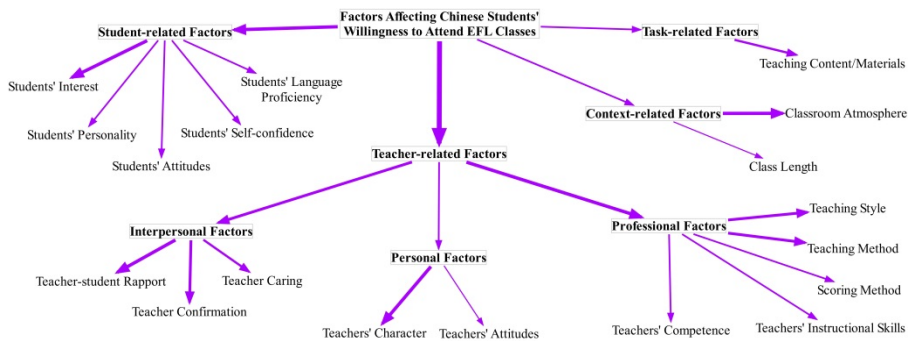 Factors Affecting Chinese Students'
Willingness to Attend EFL Classes
Student-related Factors
Task-related Factors
Teaching Content/Materials
Students' Interest
Students' Language
Proficiency
Students' Personality
Students' Self-confidence
Students' Attitudes
Context-related Factors
Classroom Atmosphere
Class Length
Teacher-related Factors
Interpersonal Factors
Teacher-student Rapport
Teacher Caring
Teacher Confirmation
Personal Factors
Teachers' Character
Teachers' Attitudes
Professional Factors
Teaching Style
Teaching Method
Scoring Method
Teachers' Competence
Teachers' Instructional Skills